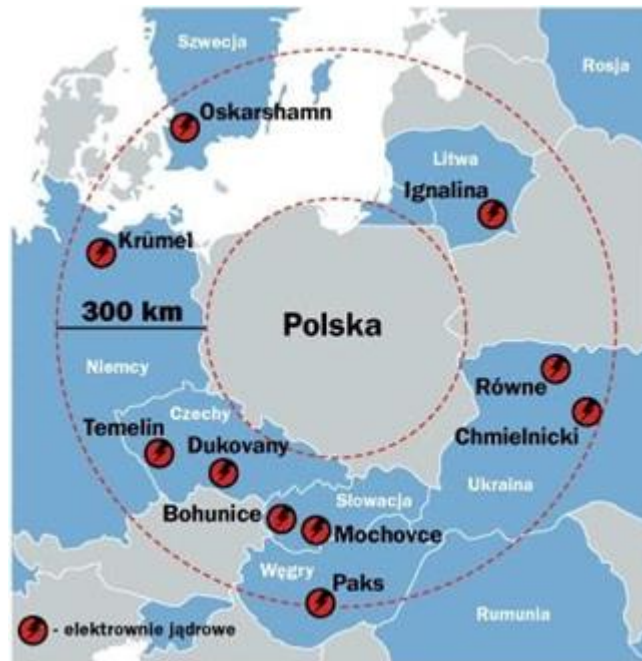 Szwecja
Rosja
Oskarshamn
Litwa
Ignalina
Krümel
300 km
Polska
Niemcy
Równe
Czechy
Temelin
Dukovany
Chmielnicki
Słowacja
Ukraina
Bohunice
Mochovce
Węgry
Paks
Rumunia
- elektrownie jądrowe